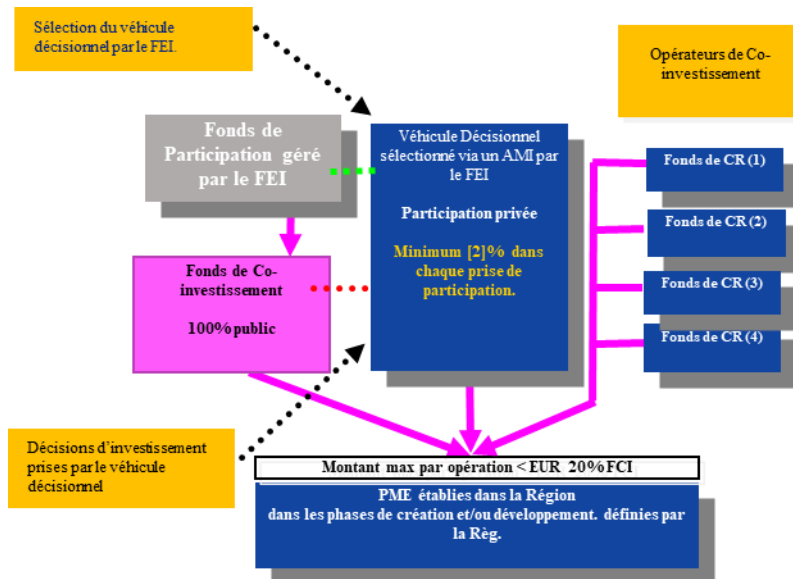 Sélection du véhicule
décisionnel par le FEI.
Opérateurs de Co-
investissement
Fonds de
Participation géré
par le FEI
Véhicule Décisionnel
sélectionné via un AMI par
le FEI
Participation privée
Minimum [2]% dans
chaque prise de
participation.
Fonds de CR (1)
Fonds de CR (2)
Fonds de CR (3)
Fonds de CR (4)
Fonds de Co-
investissement
100% public
Décisions d'investissement
prises par le véhicule
décisionnel
Montant max par opération < EUR 20% FCI
PME établies dans la Région
dans les phases de création et/ou développement. définies par
la Règ.